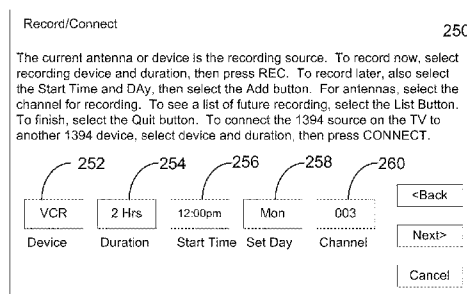 Record/Connect
250
The current antenna or device is the recording source. To record now, select
recording device and duration, then press REC. To record later, also select
the Start Time and DAy, then select the Add button. For antennas, select the
channel for recording. To see a list of future recording, select the List Button.
To finish, select the Quit button. To connect the 1394 source on the TV to
another 1394 device, select device and duration, then press CONNECT.
252 254 256 258 260
<Back
VCR 2 Hrs 12:00pm Mon 003
Next>
Device Duration Start Time Set Day Channel
Cancel